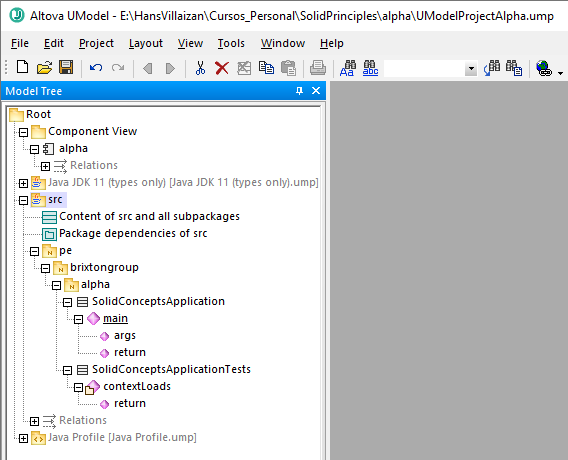 Altova UModel - E:\HansVillaizan\Cursos_Personal\SolidPrinciples\alpha\UModelProjectAlpha.ump
File Edit Project Layout View Tools Window Help
Aa abc
Model Tree
Root
Component View
alpha
Relations
Java JDK 11 (types only) [Java JDK 11 (types only).ump]
src
Content of src and all subpackages
Package dependencies of src
pe
brixtongroup
alpha
SolidConceptsApplication
main
args
return
SolidConceptsApplicationTests
contextLoads
return
Relations
Java Profile [Java Profile.ump]